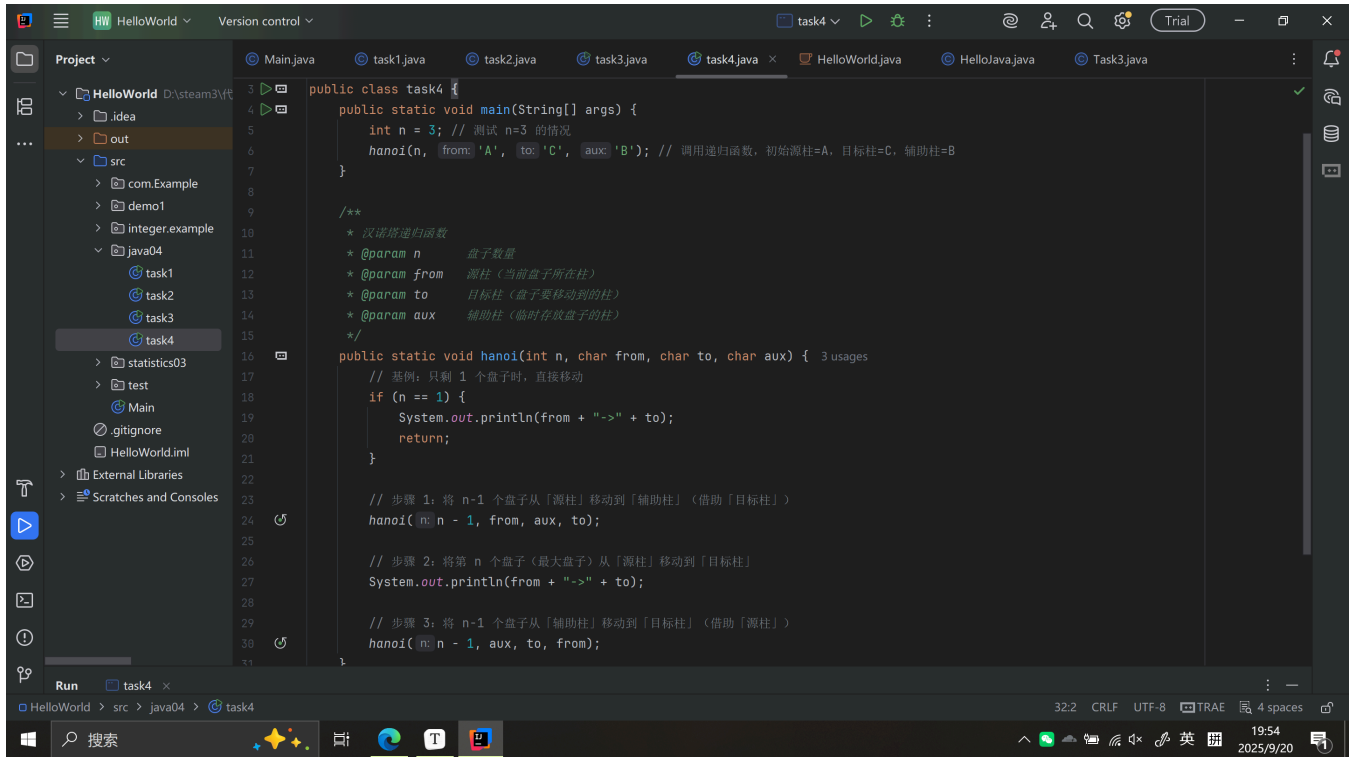 HW HelloWorld Version control task4 Trial
Project
Main.java task1.java task2.java task3.java task4.java HelloWorld.java HelloJava.java Task3.java
HelloWorld D:\steam3\代
.idea
out
src
com.Example
demo1
integer.example
java04
task1
task2
task3
task4
statistics03
test
Main
.gitignore
HelloWorld.iml
External Libraries
Scratches and Consoles
3 public class task4 {
4 public static void main(String[] args) {
5 int n = 3; // 测试 n=3 的情况
6 hanoi(n, from: 'A', to: 'C', aux: 'B'); // 调用递归函数，初始源柱=A，目标柱=C，辅助柱=B
7 }
8
9 /**
10 * 汉诺塔递归函数
11 * @param n 盘子数量
12 * @param from 源柱（当前盘子所在柱）
13 * @param to 目标柱（盘子要移动到的柱）
14 * @param aux 辅助柱（临时存放盘子的柱）
15 */
16 public static void hanoi(int n, char from, char to, char aux) { 3 usages
17 // 基例：只剩 1 个盘子时，直接移动
18 if (n == 1) {
19 System.out.println(from + "->" + to);
20 return;
21 }
22
23 // 步骤 1：将 n-1 个盘子从「源柱」移动到「辅助柱」（借助「目标柱」）
24 hanoi( n: n - 1, from, aux, to);
25
26 // 步骤 2：将第 n 个盘子（最大盘子）从「源柱」移动到「目标柱」
27 System.out.println(from + "->" + to);
28
29 // 步骤 3：将 n-1 个盘子从「辅助柱」移动到「目标柱」（借助「源柱」）
30 hanoi( n: n - 1, aux, to, from);
31 }
Run task4
HelloWorld > src > java04 > task4 32:2 CRLF UTF-8 TRAE 4 spaces
搜索 T 英 拼 19:54
2025/9/20 1